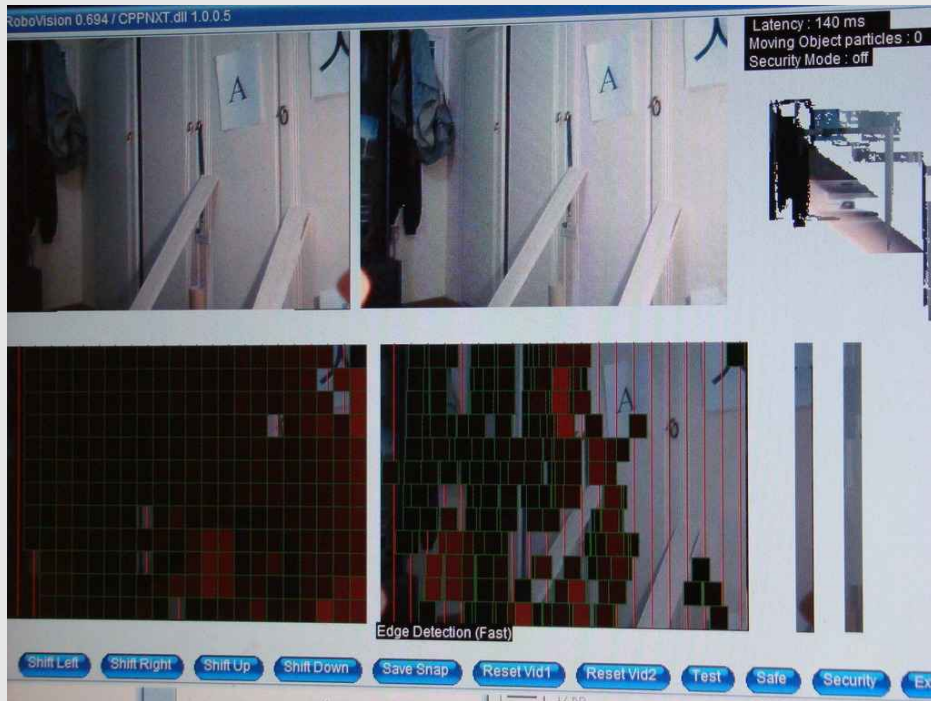 RoboVision 0.694 / CPPNXT.dll 1.0.0.5
Latency : 140 ms
Moving Object particles : 0
Security Mode : off
A
A
A
Edge Detection (Fast)
Shift Left
Shift Right
Shift Up
Shift Down
Save Snap
Reset Vid1
Reset Vid2
Test
Safe
Security
Ex